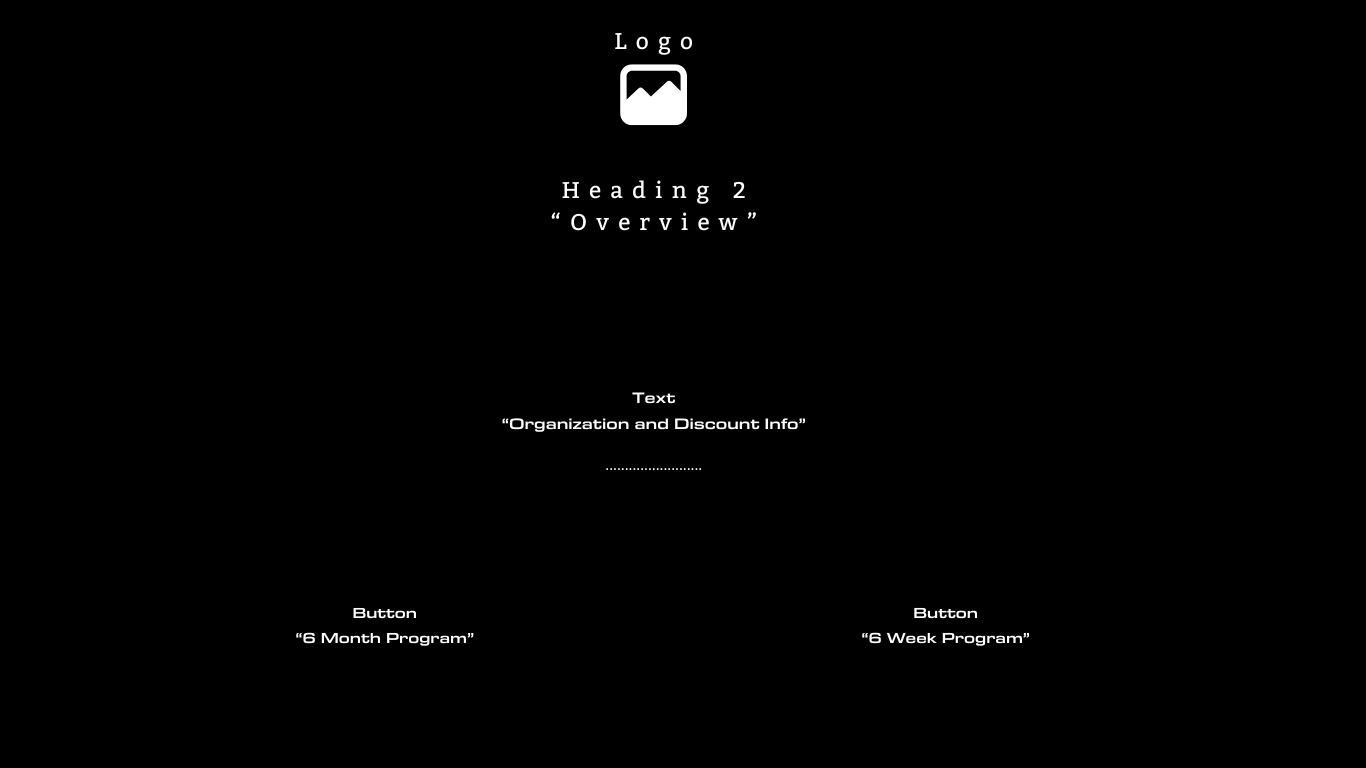 Logo
Heading 2
“Overview”
Text
“Organization and Discount Info”
.........................
Button
“6 Month Program”
Button
“6 Week Program”